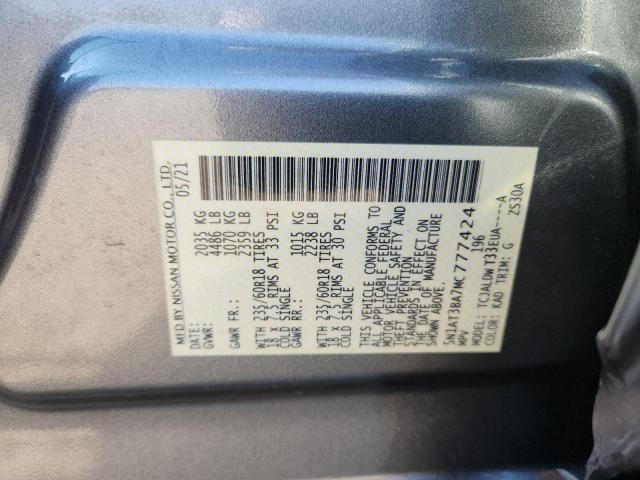 MFD BY NISSAN MOTOR CO., LTD.
05/21
GVWR: 2035 KG
4486 LB
GAWR FR.: 1070 KG
2359 LB
WITH 235/60R18 TIRES
18 x 7.5 RIMS AT 33 PSI
COLD SINGLE
GAWR RR.: 1015 KG
2238 LB
WITH 235/60R18 TIRES
18 x 7.5 RIMS AT 30 PSI
COLD SINGLE
THIS VEHICLE CONFORMS TO
ALL APPLICABLE FEDERAL
MOTOR VEHICLE SAFETY AND
THEFT PREVENTION
STANDARDS IN EFFECT ON
THE DATE OF MANUFACTURE
SHOWN ABOVE.
5N1AT3BA7MC777424
MPV A 196
MODEL: TCJALDWT33EUA-----A
COLOR: KAD TRIM: G ZS30A